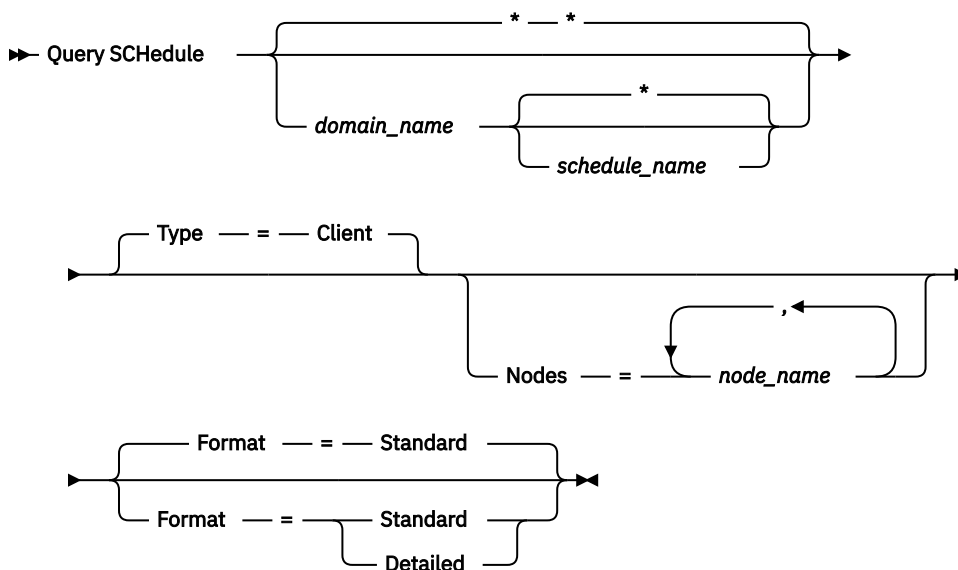 * *
Query SCHedule
*
domain_name
schedule_name
Type = Client
,
Nodes = node_name
Format = Standard
Format = Standard
Detailed